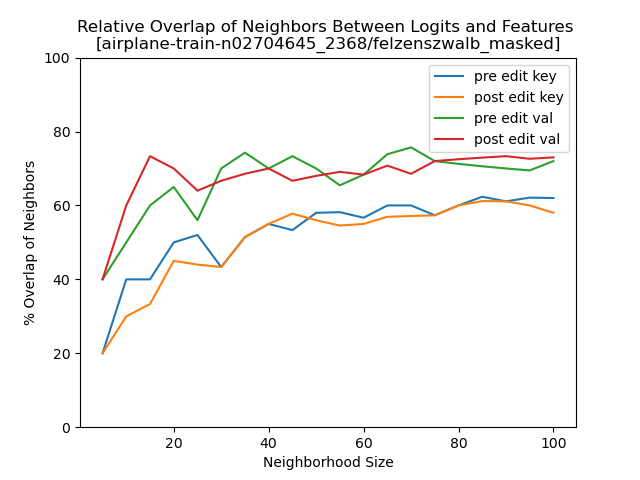 Relative Overlap of Neighbors Between Logits and Features
[airplane-train-n02704645_2368/felzenszwalb_masked]
100
80
60
40
20
0
% Overlap of Neighbors
pre edit key
post edit key
pre edit val
post edit val
20 40 60 80 100
Neighborhood Size